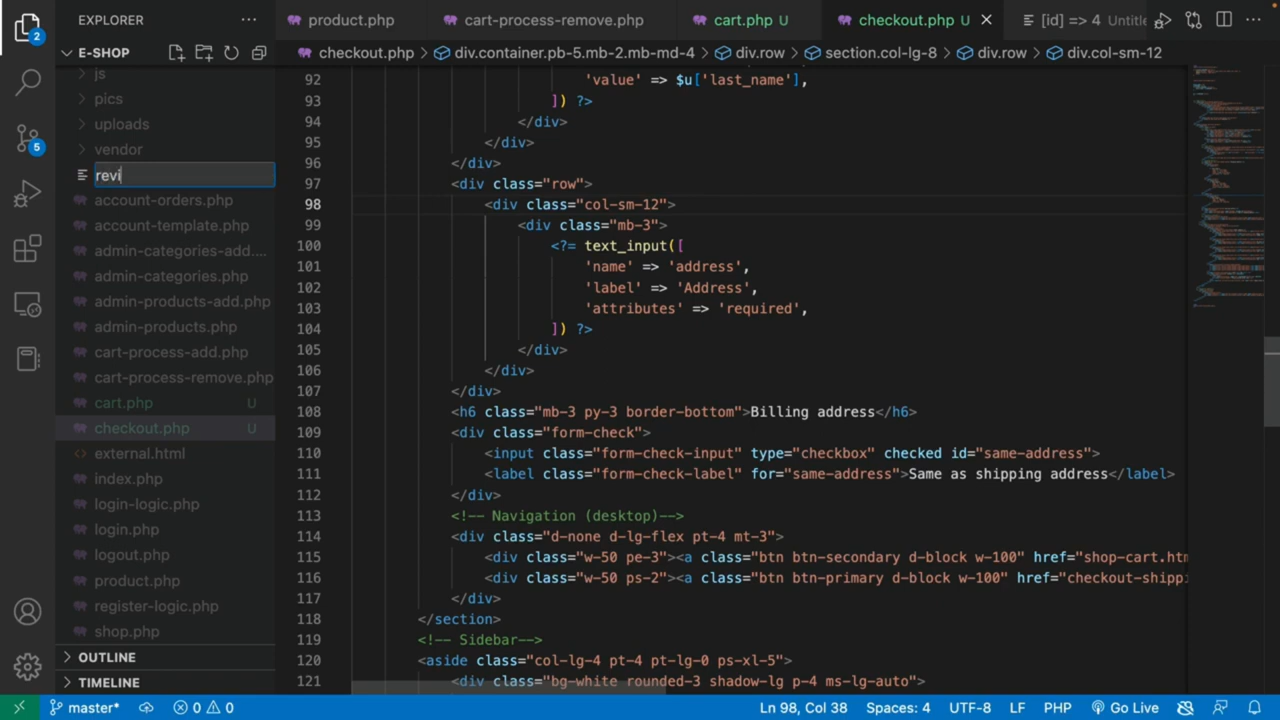 EXPLORER
product.php
cart-process-remove.php
cart.php U
checkout.php U
[id] => 4 Untitle
E-SHOP
checkout.php > div.container.pb-5.mb-2.mb-md-4 > div.row > section.col-lg-8 > div.row > div.col-sm-12
2
5
js
pics
uploads
vendor
revi
account-orders.php
account-template.php
admin-categories-add....
admin-categories.php
admin-products-add.php
admin-products.php
cart-process-add.php
cart-process-remove.php
cart.php U
checkout.php U
external.html
index.php
login-logic.php
login.php
logout.php
product.php
register-logic.php
shop.php
OUTLINE
TIMELINE
92 'value' => $u['last_name'],
93 ]) ?>
94 </div>
95 </div>
96 </div>
97 <div class="row">
98 <div class="col-sm-12">
99 <div class="mb-3">
100 <?= text_input([
101 'name' => 'address',
102 'label' => 'Address',
103 'attributes' => 'required',
104 ]) ?>
105 </div>
106 </div>
107 </div>
108 <h6 class="mb-3 py-3 border-bottom">Billing address</h6>
109 <div class="form-check">
110 <input class="form-check-input" type="checkbox" checked id="same-address">
111 <label class="form-check-label" for="same-address">Same as shipping address</label>
112 </div>
113 <!-- Navigation (desktop)-->
114 <div class="d-none d-lg-flex pt-4 mt-3">
115 <div class="w-50 pe-3"><a class="btn btn-secondary d-block w-100" href="shop-cart.htm
116 <div class="w-50 ps-2"><a class="btn btn-primary d-block w-100" href="checkout-shippi
117 </div>
118 </section>
119 <!-- Sidebar-->
120 <aside class="col-lg-4 pt-4 pt-lg-0 ps-xl-5">
121 <div class="bg-white rounded-3 shadow-lg p-4 ms-lg-auto">
master* 0 0 Ln 98, Col 38 Spaces: 4 UTF-8 LF PHP Go Live